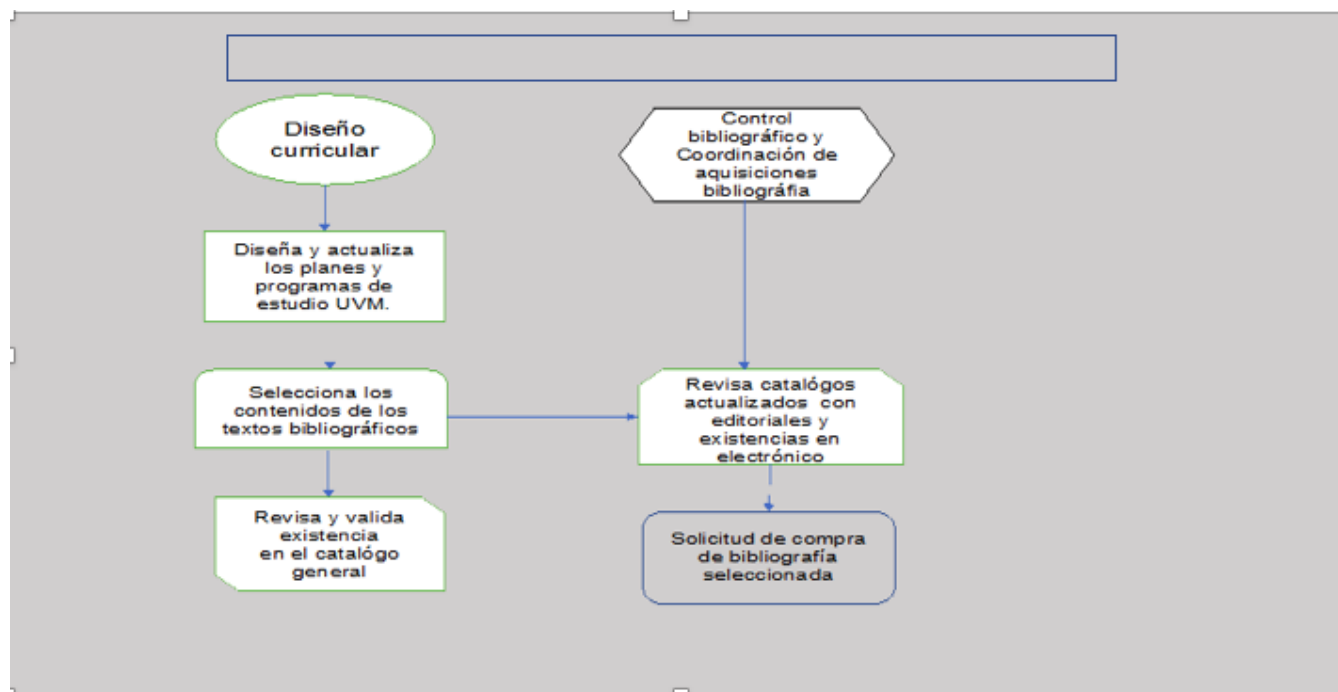 Diseño
curricular
Diseña y actualiza
los planes y
programas de
estudio UVM.
Selecciona los
contenidos de los
textos bibliográficos
Revisa y valida
existencia
en el catalógo
general
Control
bibliográfico y
Coordinación de
aquisiciones
bibliográfia
Revisa catalógos
actualizados con
editoriales y
existencias en
electrónico
Solicitud de compra
de bibliografía
seleccionada